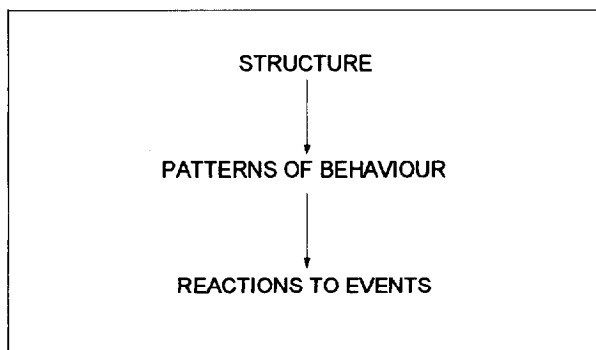 STRUCTURE
PATTERNS OF BEHAVIOUR
REACTIONS TO EVENTS